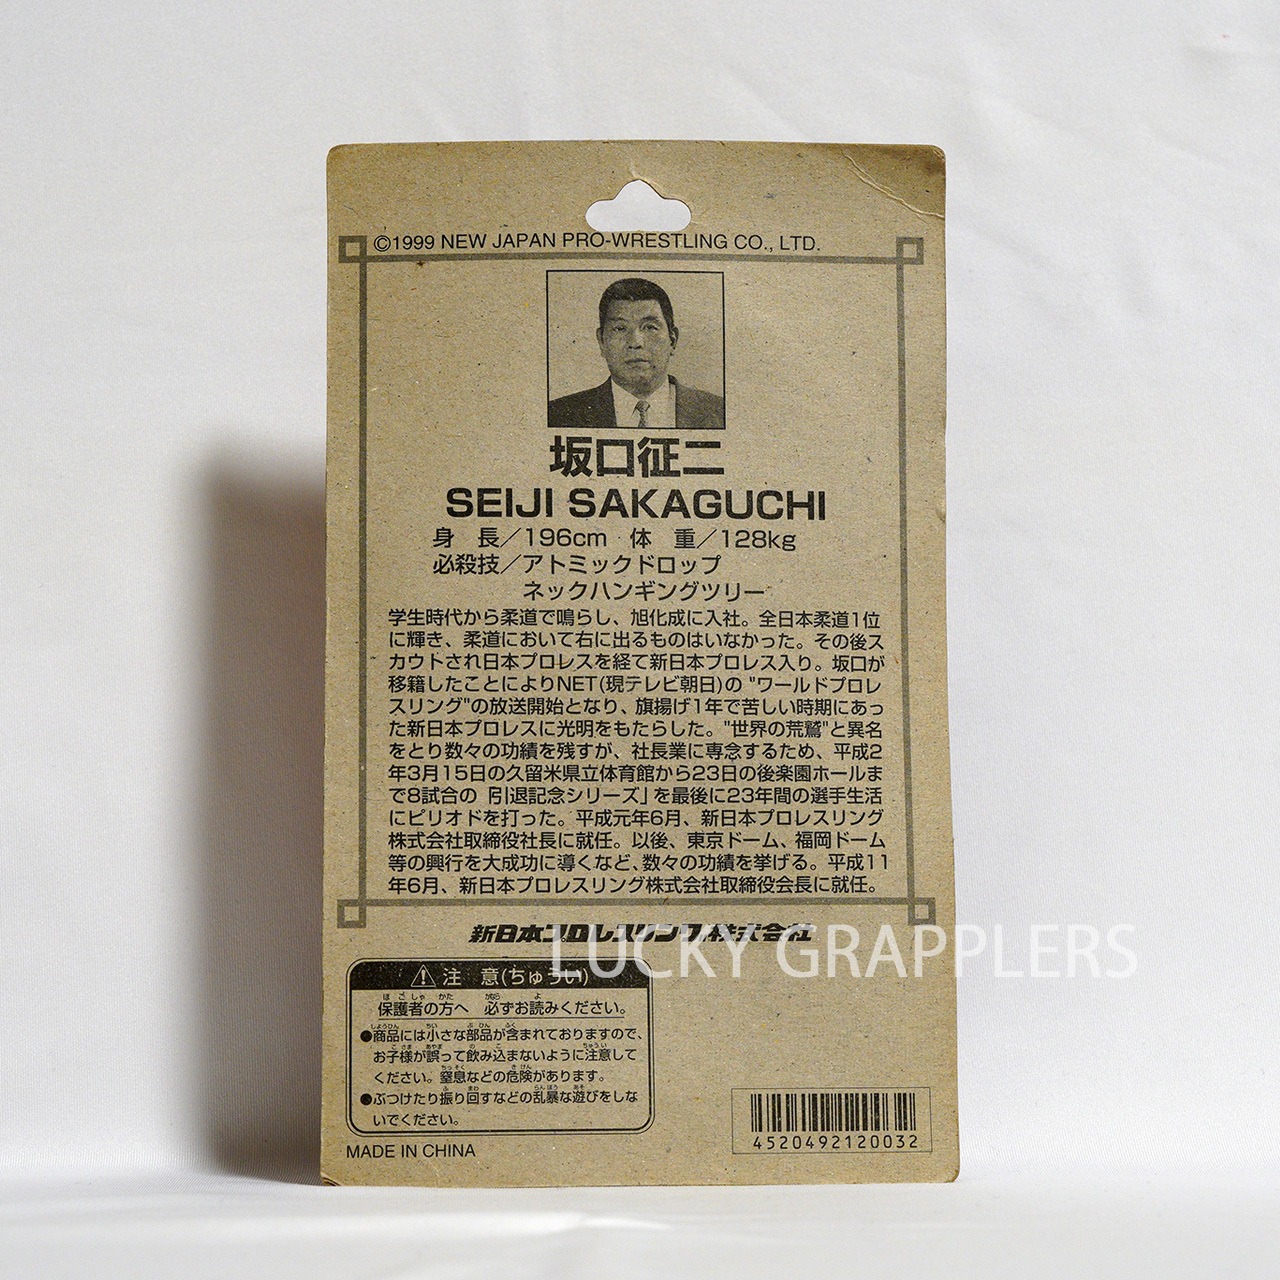 ©1999 NEW JAPAN PRO-WRESTLING CO., LTD.
坂口征二
SEIJI SAKAGUCHI
身　長／196cm　体　重／128kg
必殺技／アトミックドロップ
ネックハンギングツリー
学生時代から柔道で鳴らし、旭化成に入社。全日本柔道1位
に輝き、柔道において右に出るものはいなかった。その後ス
カウトされ日本プロレスを経て新日本プロレス入り。坂口が
移籍したことによりNET(現テレビ朝日)の "ワールドプロレ
スリング"の放送開始となり、旗揚げ1年で苦しい時期にあっ
た新日本プロレスに光明をもたらした。"世界の荒鷲"と異名
をとり数々の功績を残すが、社長業に専念するため、平成2
年3月15日の久留米県立体育館から23日の後楽園ホールま
で8試合の「引退記念シリーズ」を最後に23年間の選手生活
にピリオドを打った。平成元年6月、新日本プロレスリング
株式会社取締役社長に就任。以後、東京ドーム、福岡ドーム
等の興行を大成功に導くなど、数々の功績を挙げる。平成11
年6月、新日本プロレスリング株式会社取締役会長に就任。
新日本プロレスリング株式会社
LUCKY GRAPPLERS
注　意(ちゅうい)
保護者の方へ　必ずお読みください。
●商品には小さな部品が含まれておりますので、
お子様が誤って飲み込まないように注意して
ください。窒息などの危険があります。
●ぶつけたり振り回すなどの乱暴な遊びをしな
いでください。
4520492120032
MADE IN CHINA